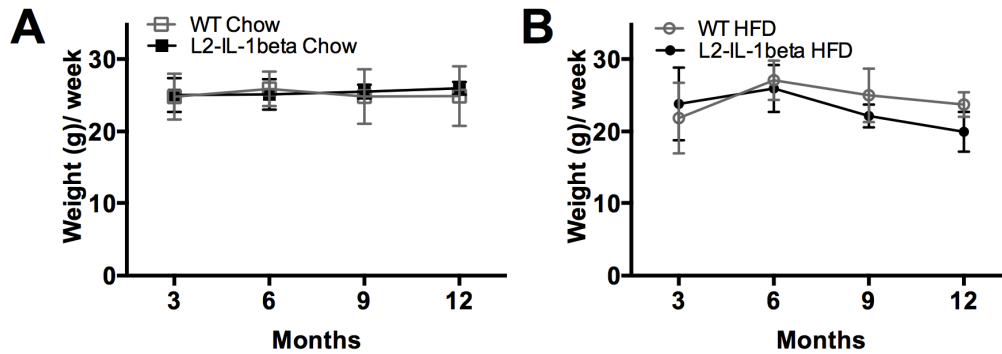 A
WT Chow
L2-IL-1beta Chow
Weight (g)/ week
30
20
10
0
3 6 9 12
Months
B
WT HFD
L2-IL-1beta HFD
Weight (g)/ week
30
20
10
0
3 6 9 12
Months